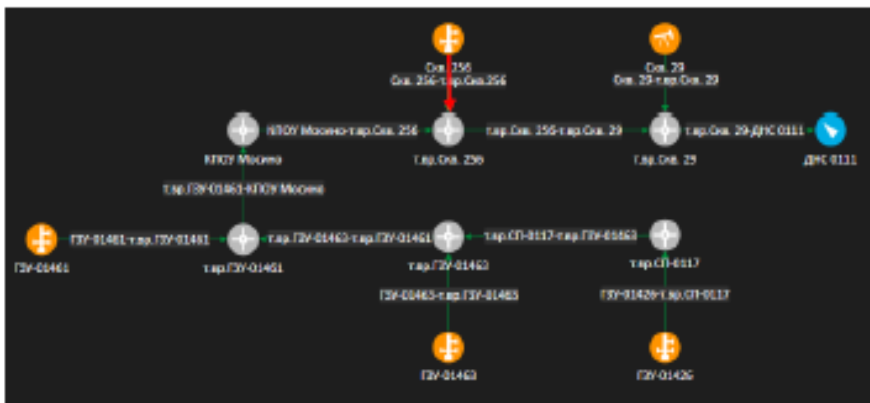 Скв. 256
Скв. 256-т.вр.Скв.256
Скв. 29
Скв. 29-т.вр.Скв. 29
КПОУ Мосино-т.вр.Скв. 256
т.вр.Скв. 256-т.вр.Скв. 29
т.вр.Скв. 29-ДНС 0111
КПОУ Мосино
т.вр.Скв. 256
т.вр.Скв. 29
ДНС 0111
т.вр.ГЗУ-01461-КПОУ Мосино
ГЗУ-01461-т.вр.ГЗУ-01461
т.вр.ГЗУ-01463-т.вр.ГЗУ-01461
т.вр.СП-0117-т.вр.ГЗУ-01463
ГЗУ-01461
т.вр.ГЗУ-01461
т.вр.ГЗУ-01463
т.вр.СП-0117
ГЗУ-01463-т.вр.ГЗУ-01463
ГЗУ-01426-т.вр.СП-0117
ГЗУ-01463
ГЗУ-01426